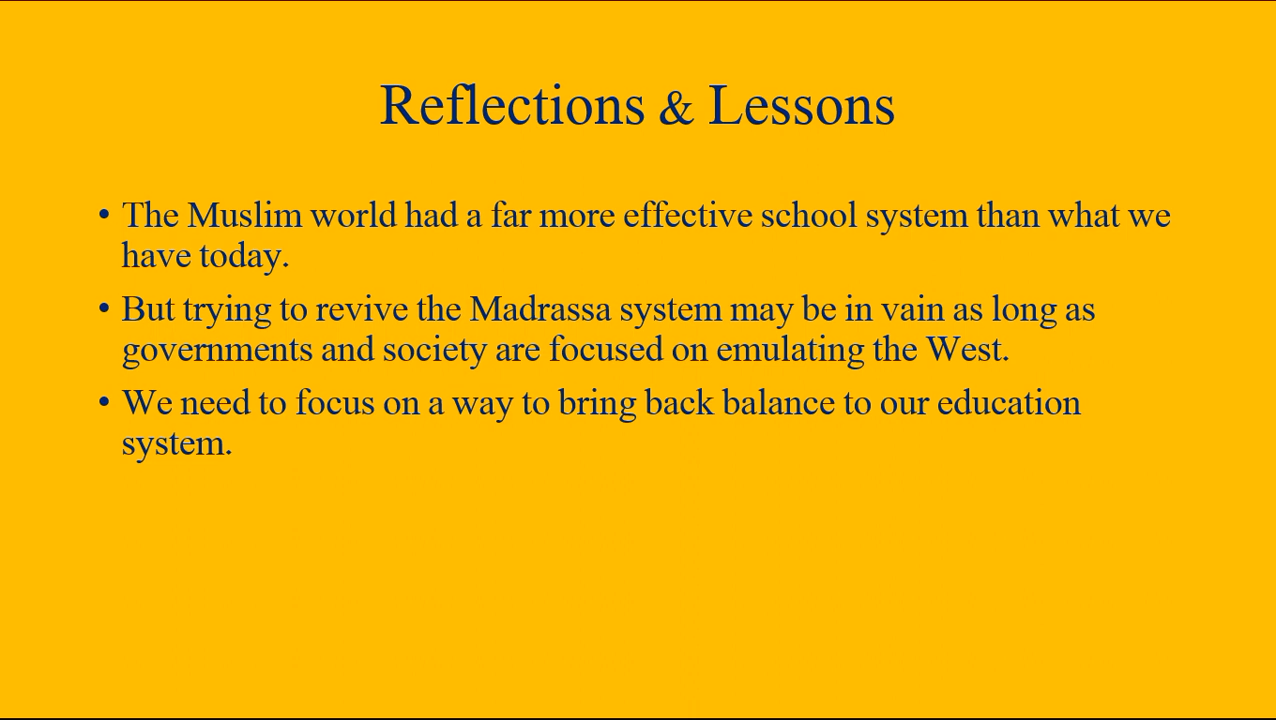 Reflections & Lessons
• The Muslim world had a far more effective school system than what we
have today.
• But trying to revive the Madrassa system may be in vain as long as
governments and society are focused on emulating the West.
• We need to focus on a way to bring back balance to our education
system.